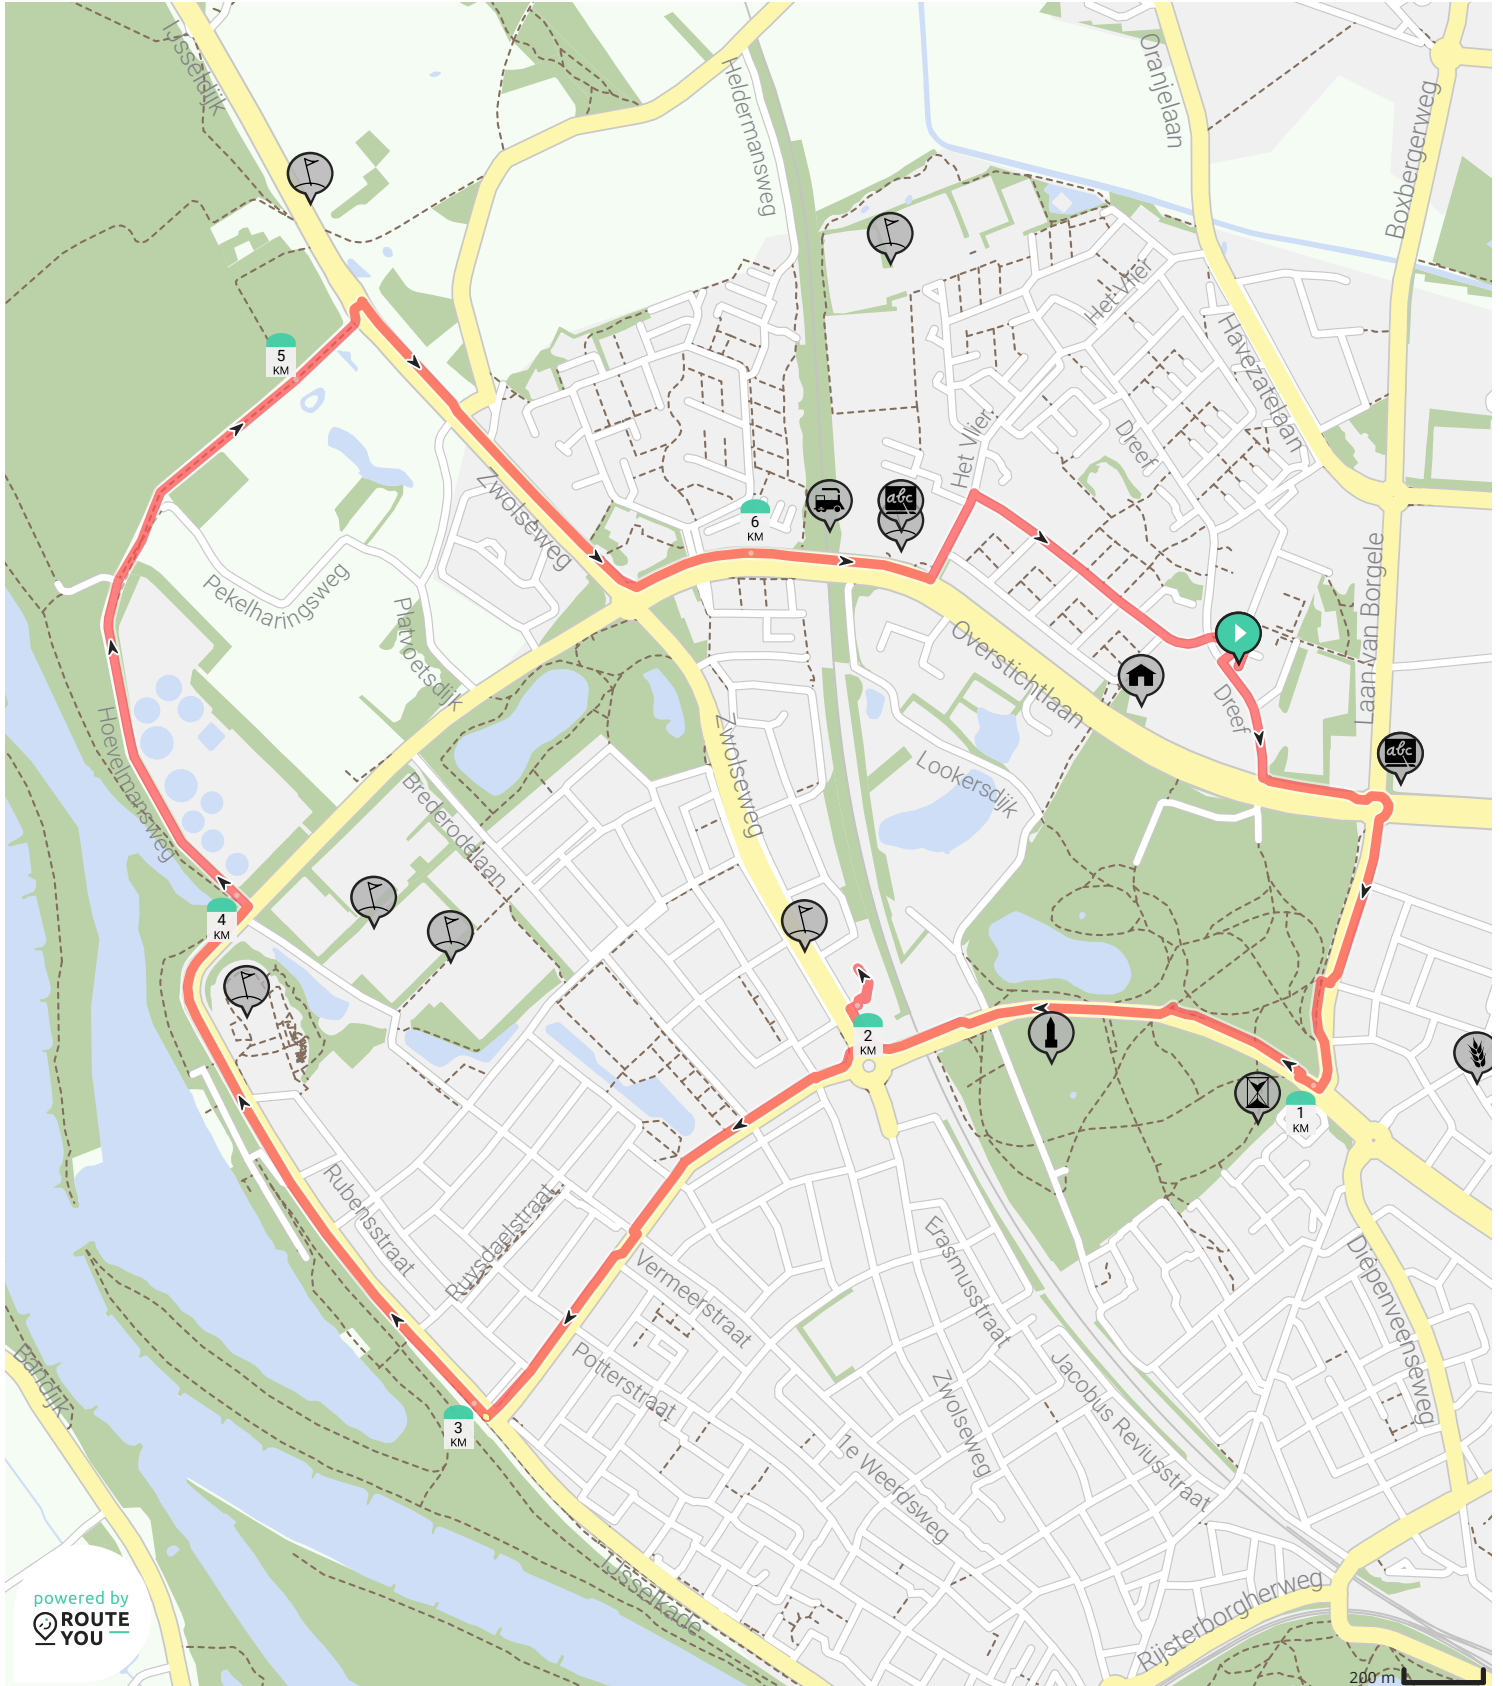 IJsseldijk
Heldermansweg
Oranjelaan
Boxbergerweg
Het Vlier
Havezatelaan
5
KM
Dreef
Het Vlier
abc
Zwolseweg
6
KM
Laan van Borgele
Pekelharingsweg
Platvoetsdijk
Overstichtlaan
Dreef
Hoevelmansweg
Zwolseweg
abc
Lookersdijk
Brederodelaan
4
KM
2
KM
1
KM
Rubensstraat
Ruysdaelstraat
Erasmusstraat
Vermeerstraat
Diepenveenseweg
Bandijk
Potterstraat
Zwolseweg
Jacobus Reviusstraat
3
KM
1e Weerdsweg
IJsselkade
Rijsterborgherweg
powered by
ROUTE
YOU
200 m